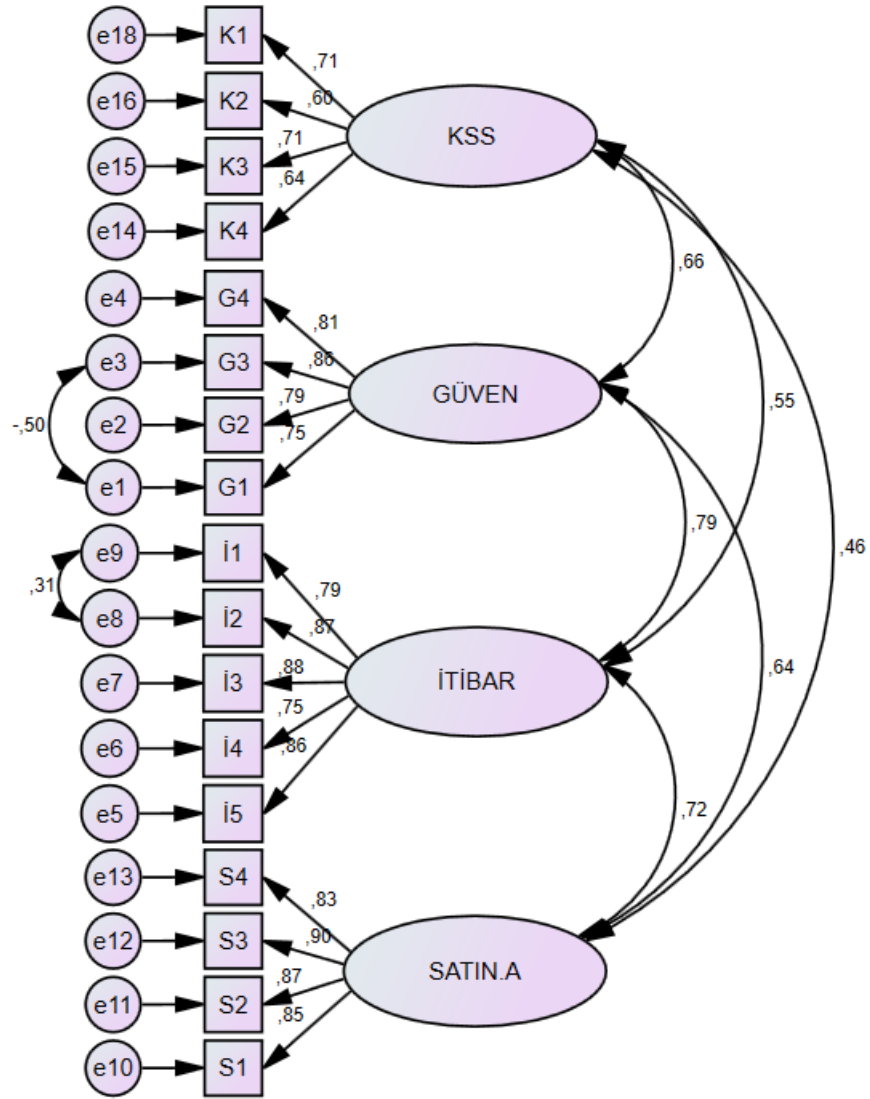 e18 K1 ,71
e16 K2 ,60
KSS
e15 K3 ,71
e14 K4 ,64
,66
e4 G4 ,81
e3 G3 ,86
GÜVEN
-,50
e2 G2 ,79
,55
e1 G1 ,75
,79
,46
e9 İ1 ,79
,31
e8 İ2 ,87
e7 İ3 ,88
İTİBAR
,64
e6 İ4 ,75
e5 İ5 ,86
,72
e13 S4 ,83
e12 S3 ,90
SATIN.A
e11 S2 ,87
e10 S1 ,85